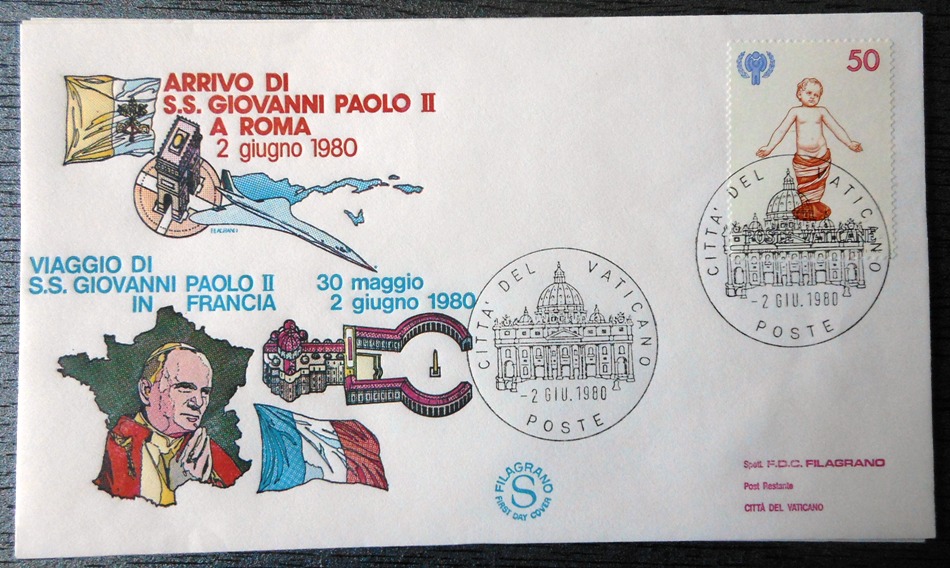 ARRIVO DI
S.S. GIOVANNI PAOLO II
A ROMA
2 giugno 1980
FILAGRANO
VIAGGIO DI
S.S. GIOVANNI PAOLO II
IN FRANCIA
30 maggio
2 giugno 1980
50
POSTE VATICANE
CITTA' DEL VATICANO
-2 GIU. 1980
POSTE
CITTA' DEL VATICANO
-2 GIU. 1980
POSTE
FILAGRANO
S
FIRST DAY COVER
Spett. F.D.C. FILAGRANO
Post Restante
CITTÀ DEL VATICANO